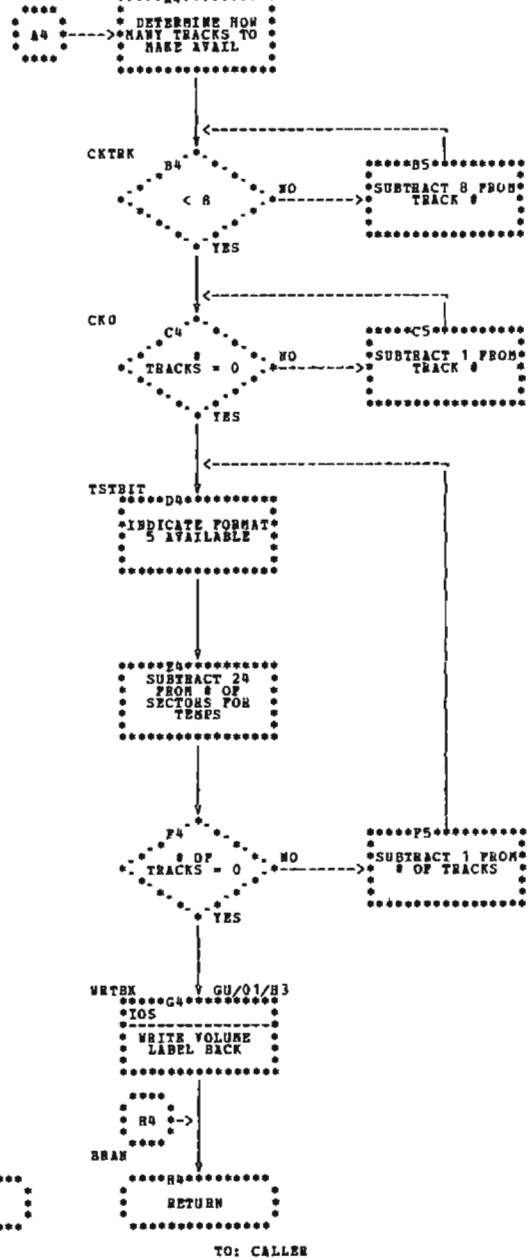 A4
A4
DETERMINE HOW
MANY TRACKS TO
MAKE AVAIL
CKTRK
B4
< 8
NO
YES
B5
SUBTRACT 8 FROM
TRACK #
CK0
C4
#
TRACKS = 0
NO
YES
C5
SUBTRACT 1 FROM
TRACK #
TSTBIT
D4
INDICATE FORMAT
5 AVAILABLE
E4
SUBTRACT 24
FROM # OF
SECTORS FOR
TEMPS
F4
# OF
TRACKS = 0
NO
YES
F5
SUBTRACT 1 FROM
# OF TRACKS
WRTBK
GU/01/H3
G4
IOS
WRITE VOLUME
LABEL BACK
H4
BRAN
H4
RETURN
TO: CALLER